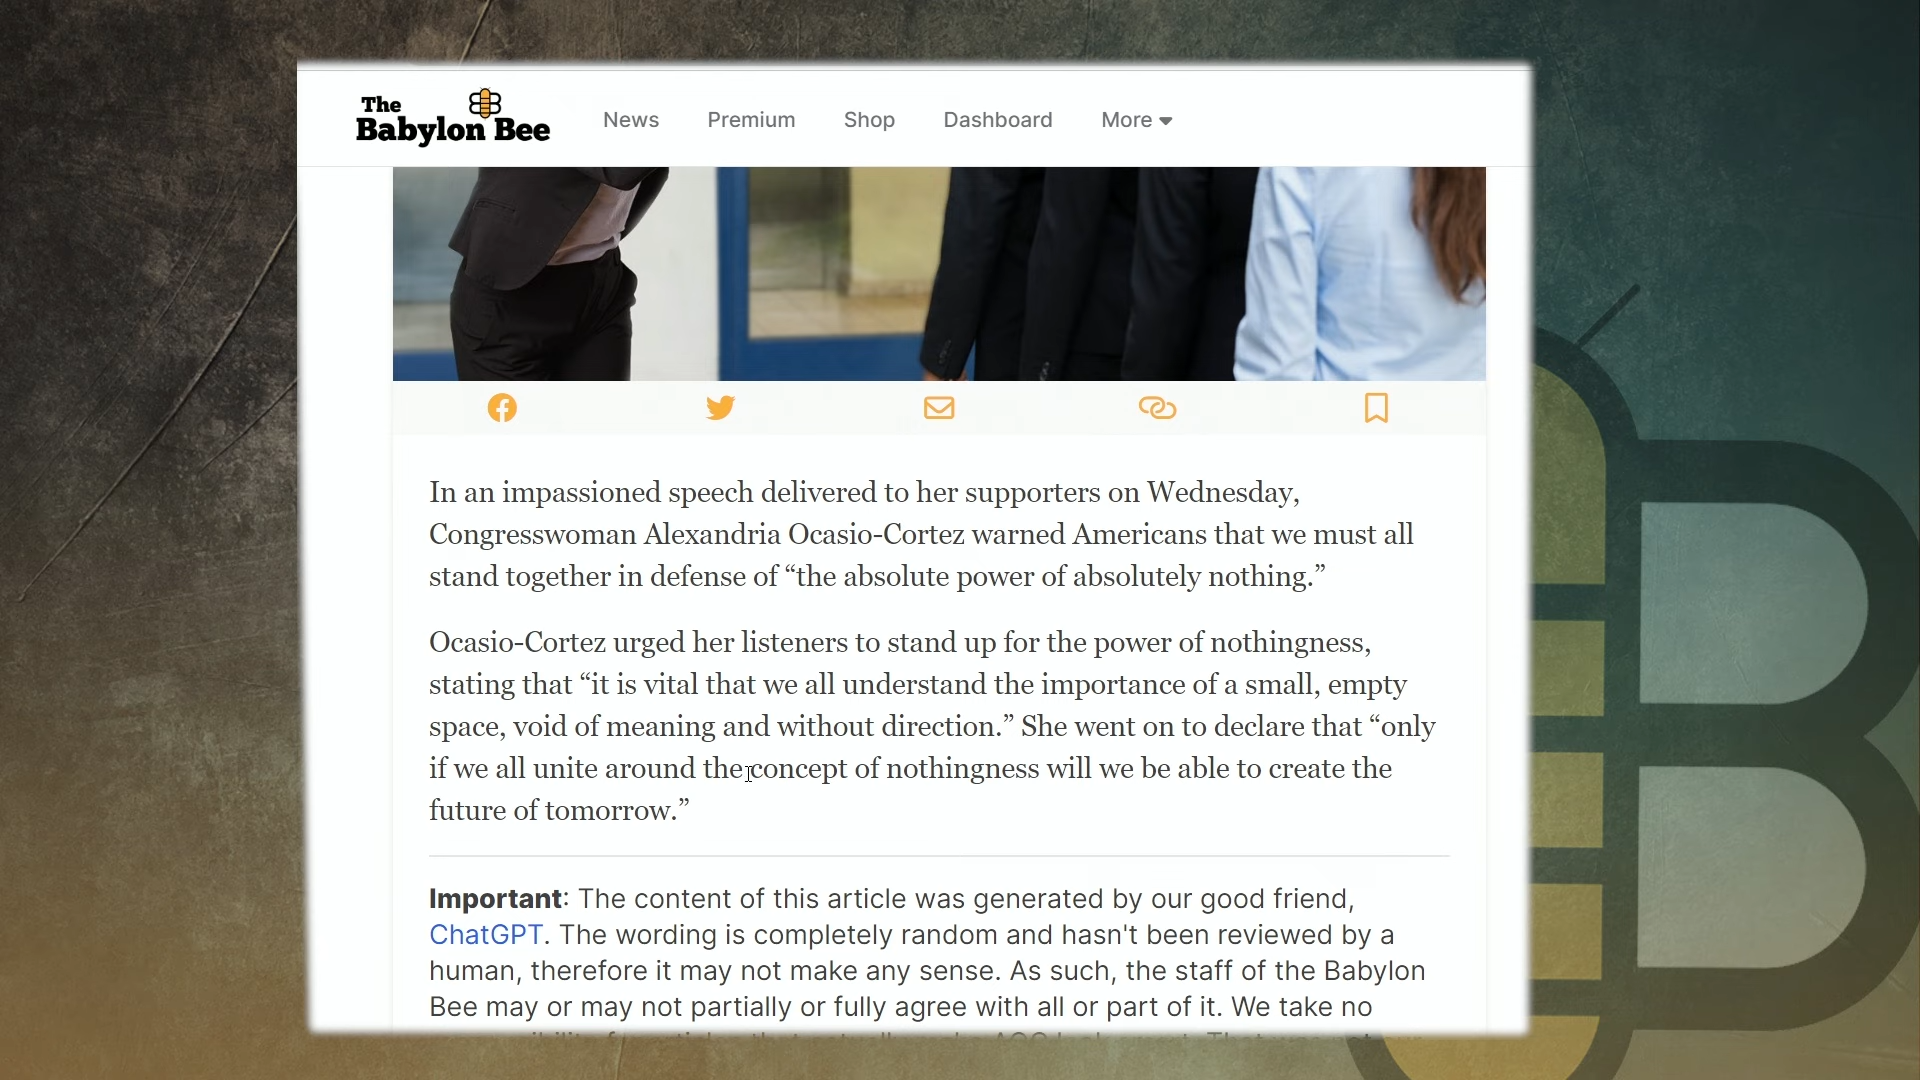 The
Babylon Bee
News Premium Shop Dashboard More
In an impassioned speech delivered to her supporters on Wednesday,
Congresswoman Alexandria Ocasio-Cortez warned Americans that we must all
stand together in defense of “the absolute power of absolutely nothing.”
Ocasio-Cortez urged her listeners to stand up for the power of nothingness,
stating that “it is vital that we all understand the importance of a small, empty
space, void of meaning and without direction.” She went on to declare that “only
if we all unite around the concept of nothingness will we be able to create the
future of tomorrow.”
Important: The content of this article was generated by our good friend,
ChatGPT. The wording is completely random and hasn't been reviewed by a
human, therefore it may not make any sense. As such, the staff of the Babylon
Bee may or may not partially or fully agree with all or part of it. We take no